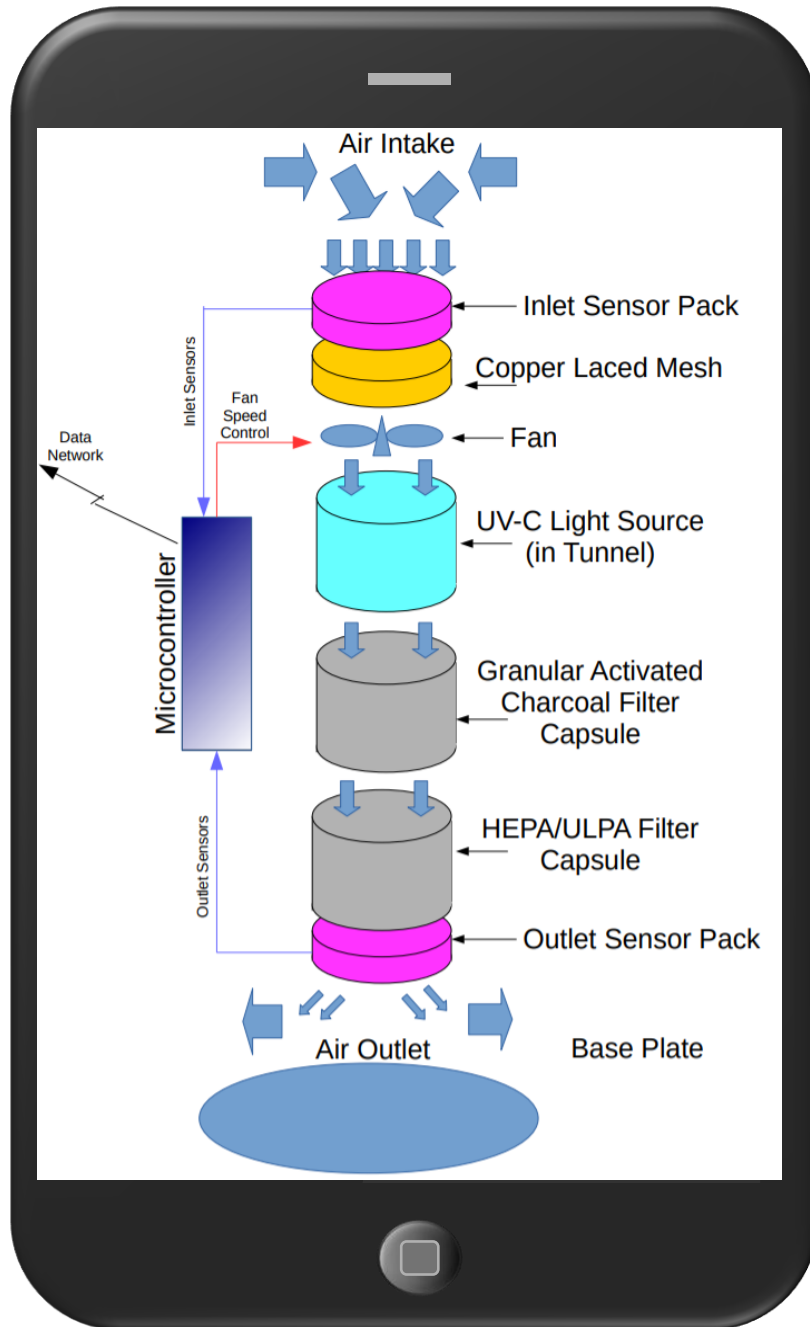 Air Intake
Inlet Sensor Pack
Inlet Sensors
Copper Laced Mesh
Fan
Speed
Control
Data
Network
Fan
UV-C Light Source
(in Tunnel)
Microcontroller
Granular Activated
Charcoal Filter
Capsule
HEPA/ULPA Filter
Capsule
Outlet Sensors
Outlet Sensor Pack
Air Outlet
Base Plate